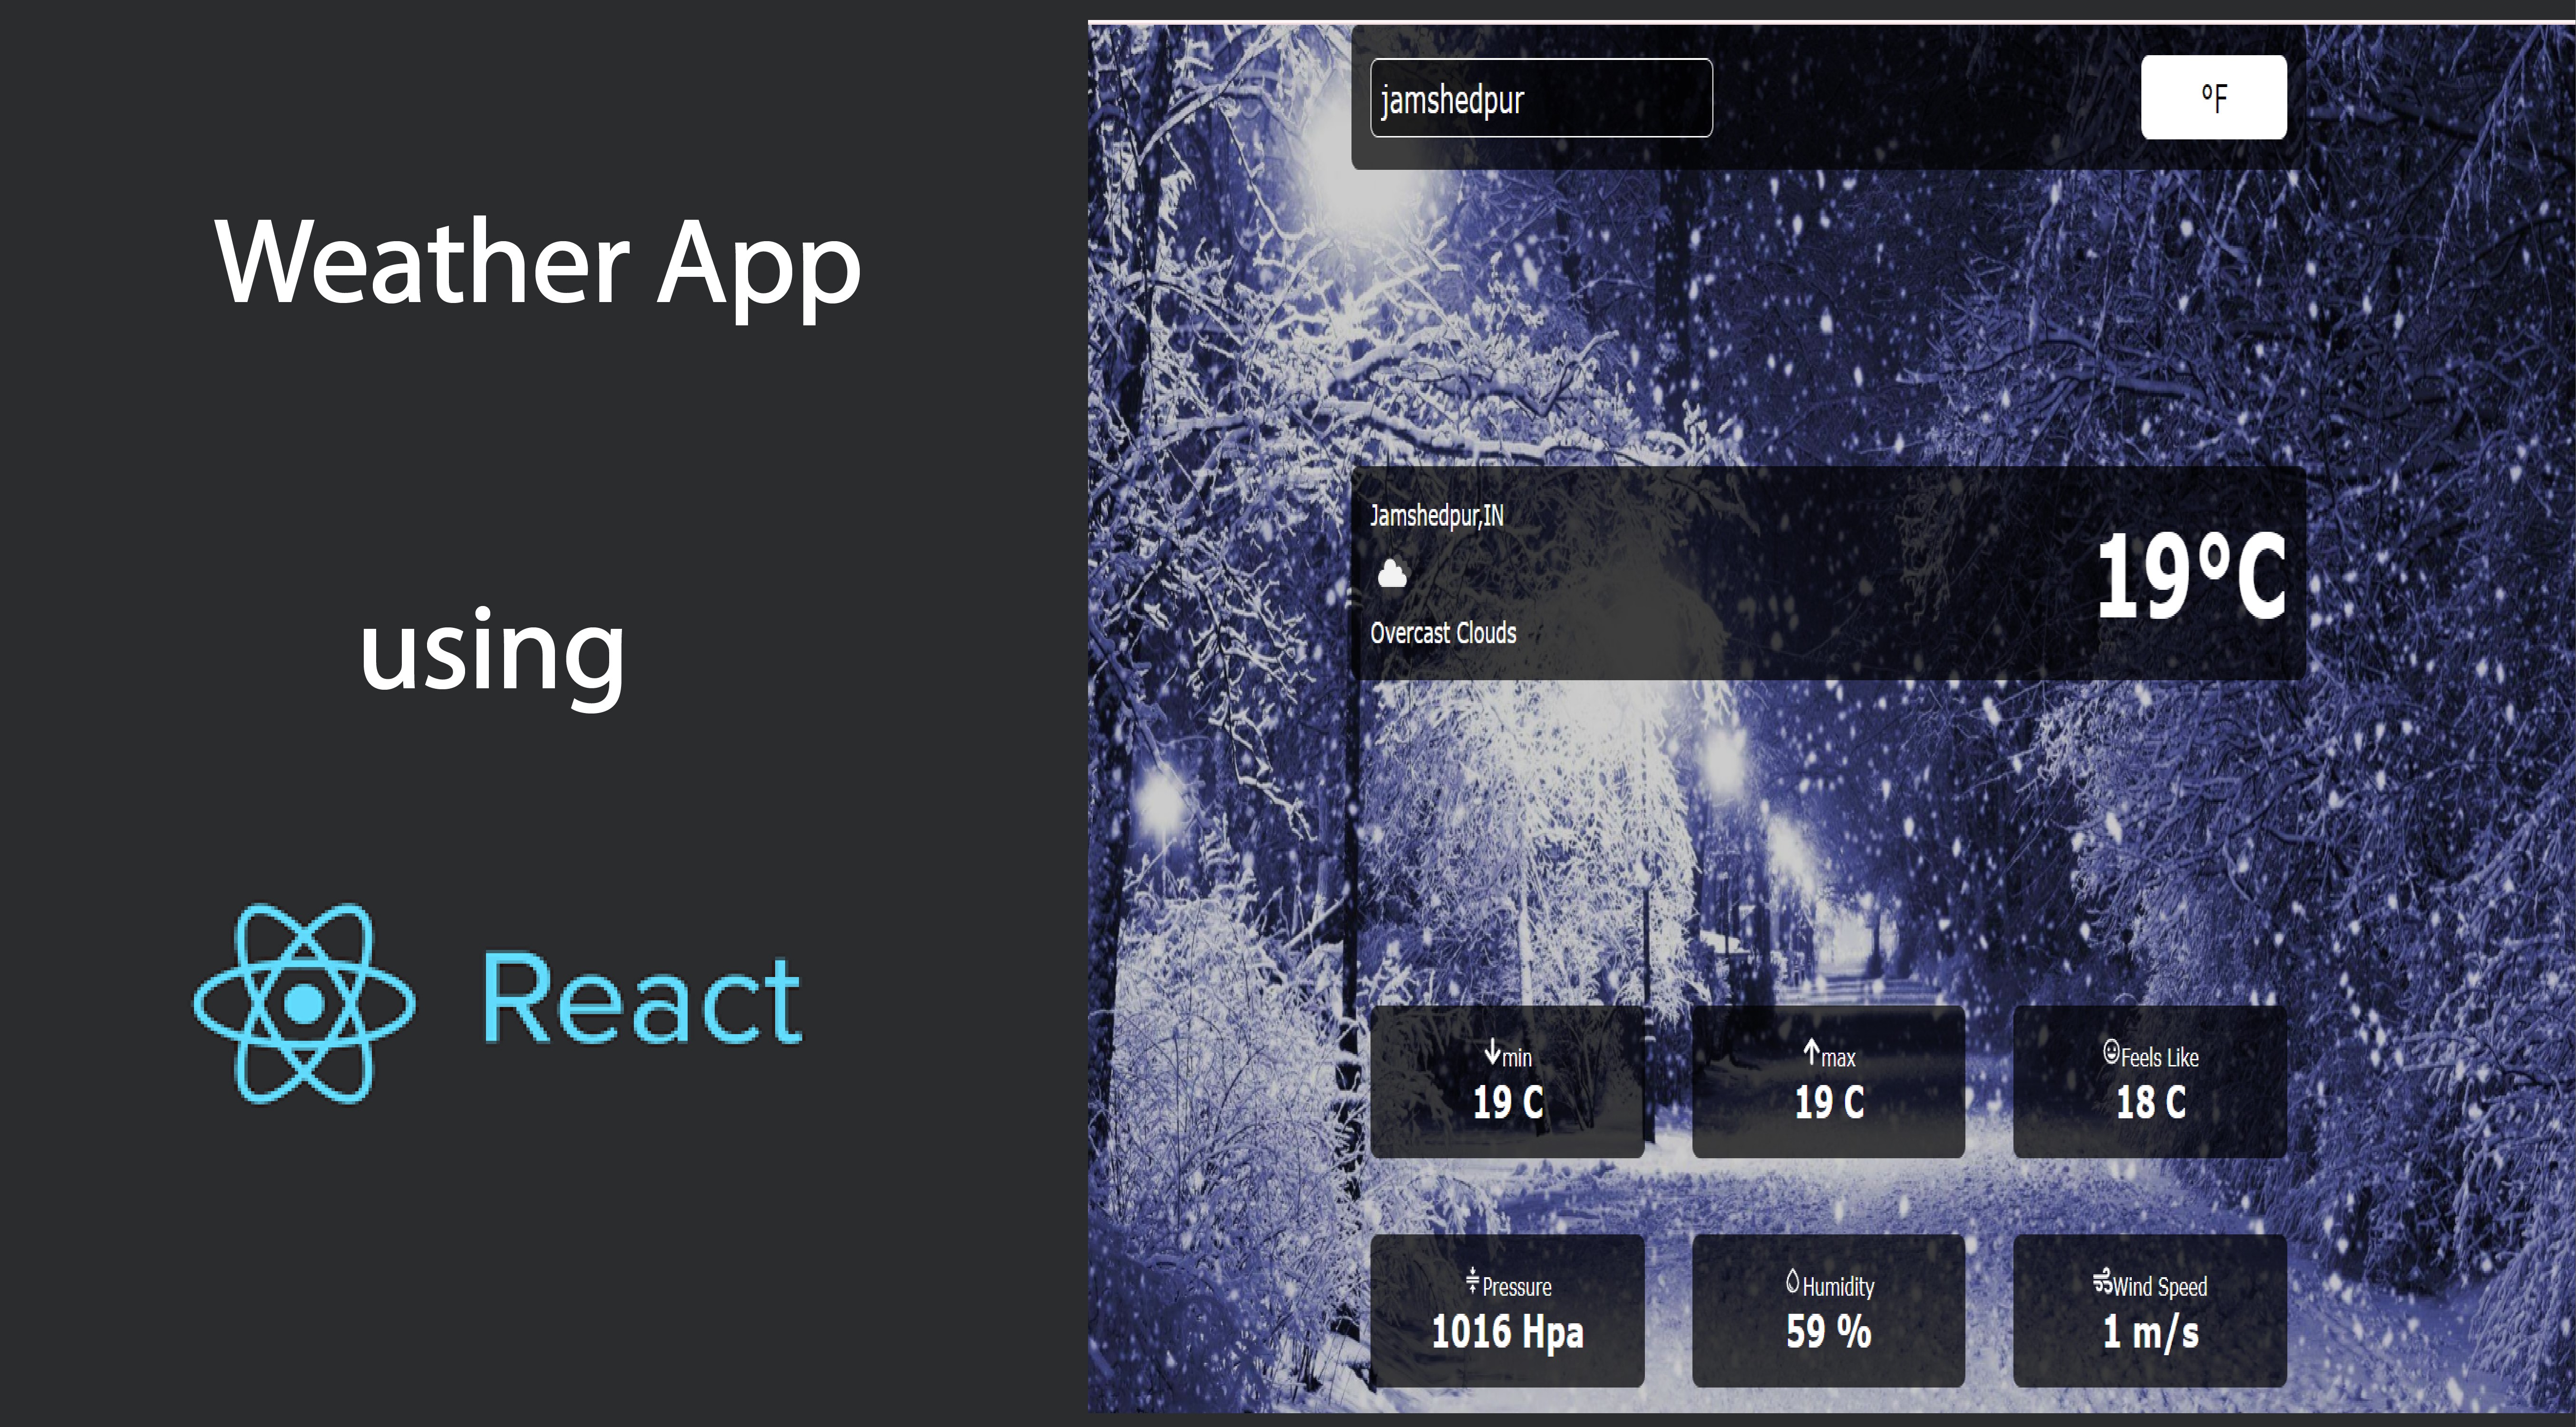 Weather App
using
React
jamshedpur
°F
Jamshedpur,IN
Overcast Clouds
19°C
min
19 C
max
19 C
Feels Like
18 C
Pressure
1016 Hpa
Humidity
59 %
Wind Speed
1 m/s